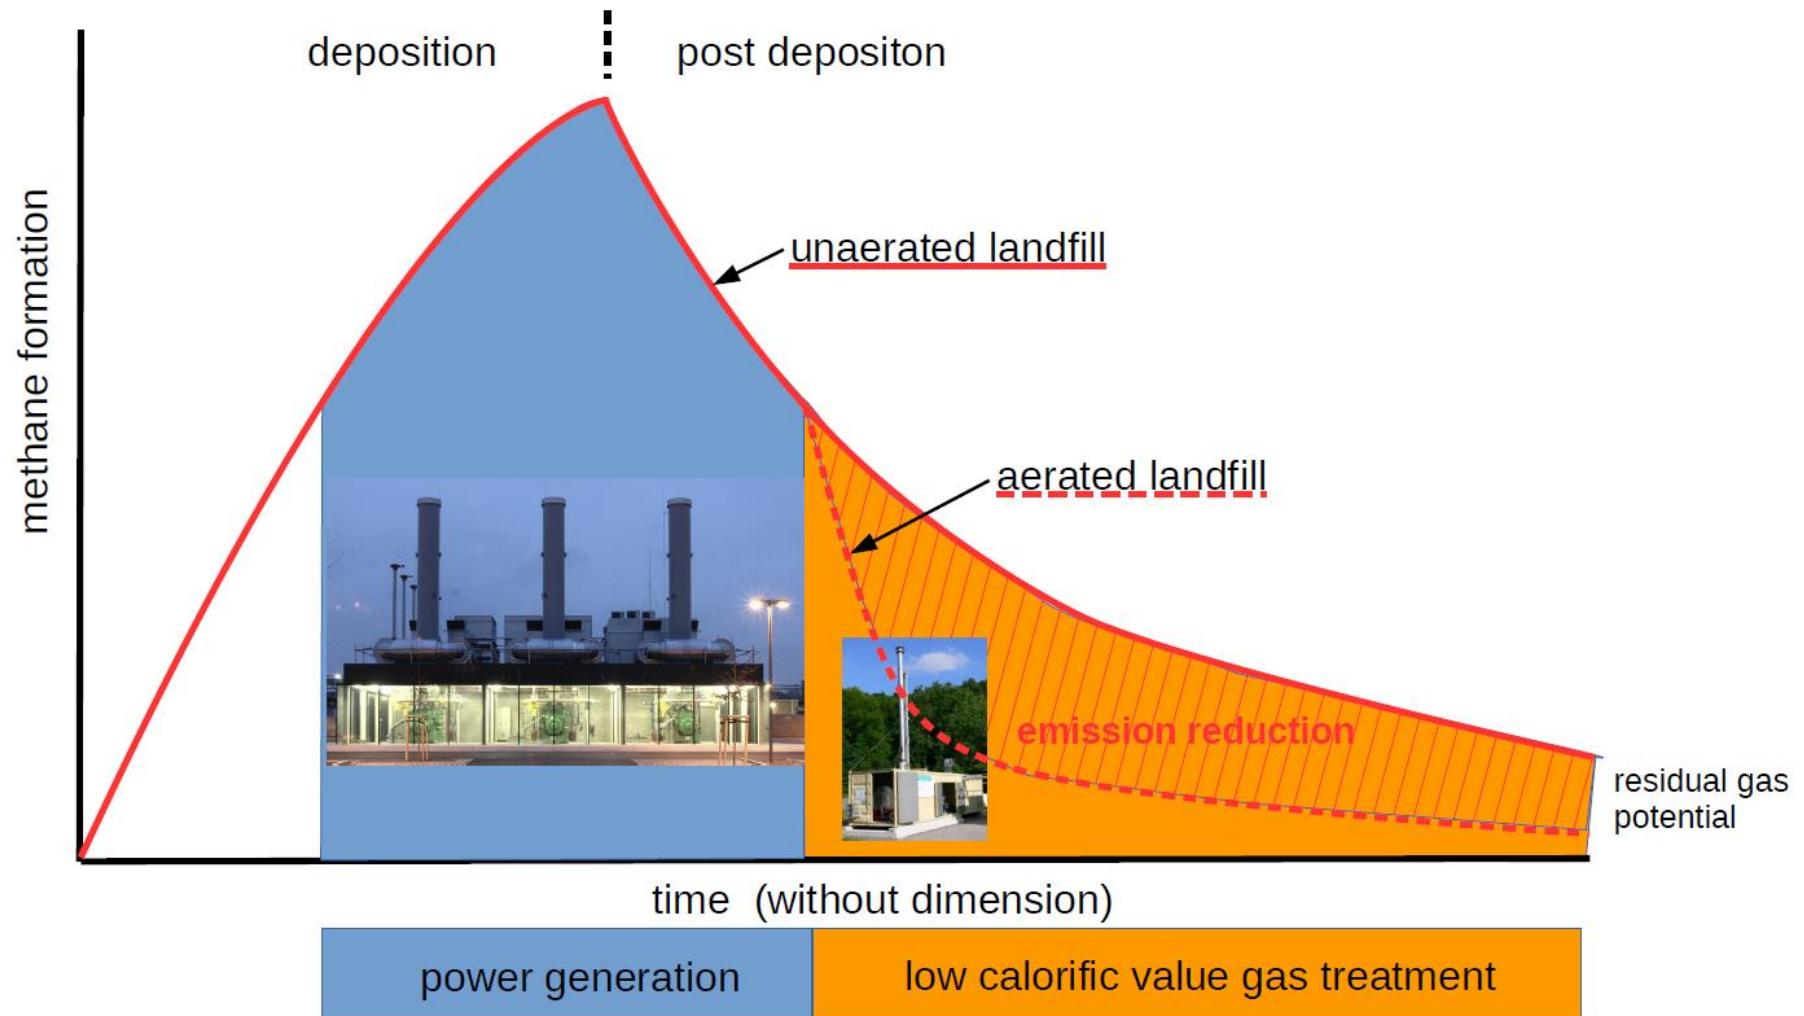 deposition
post depositon
methane formation
unaerated landfill
aerated landfill
emission reduction
residual gas
potential
time (without dimension)
power generation
low calorific value gas treatment